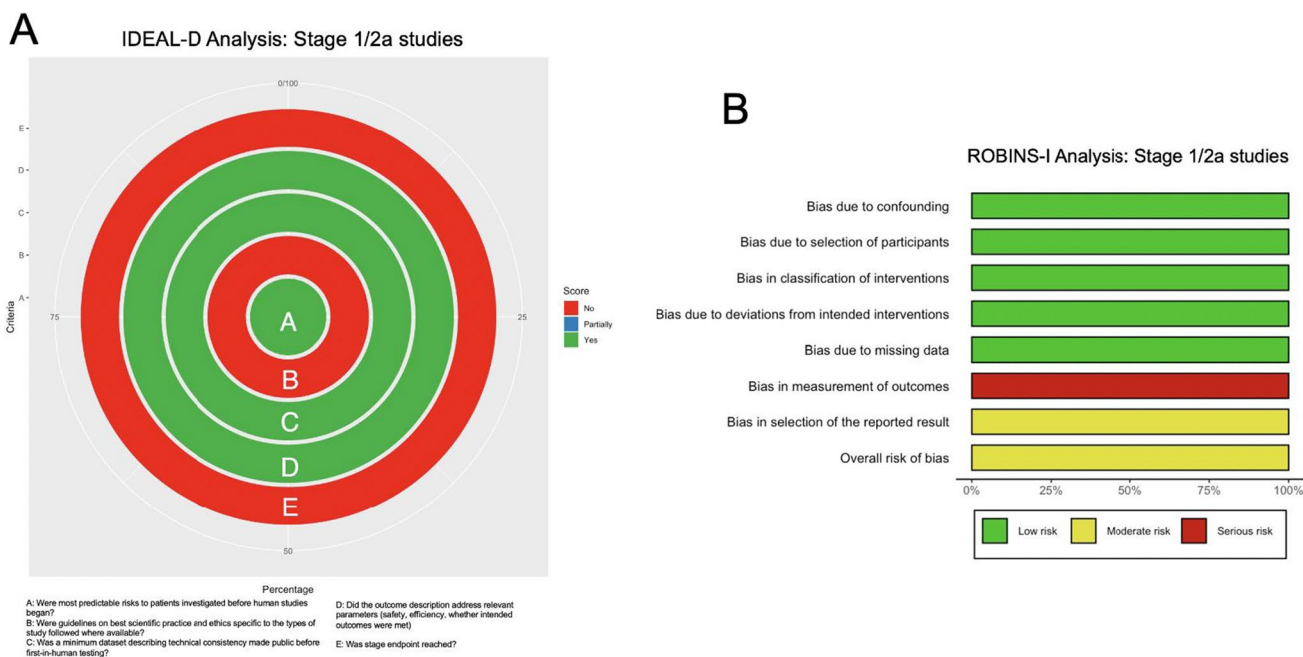 A
IDEAL-D Analysis: Stage 1/2a studies
0/100
E
D
C
B
A
Criteria
75
25
50
A
B
C
D
E
Percentage
Score
No
Partially
Yes
A: Were most predictable risks to patients investigated before human studies
began?
B: Were guidelines on best scientific practice and ethics specific to the types of
study followed where available?
C: Was a minimum dataset describing technical consistency made public before
first-in-human testing?
D: Did the outcome description address relevant
parameters (safety, efficiency, whether intended
outcomes were met)
E: Was stage endpoint reached?
B
ROBINS-I Analysis: Stage 1/2a studies
Bias due to confounding
Bias due to selection of participants
Bias in classification of interventions
Bias due to deviations from intended interventions
Bias due to missing data
Bias in measurement of outcomes
Bias in selection of the reported result
Overall risk of bias
0% 25% 50% 75% 100%
Low risk Moderate risk Serious risk